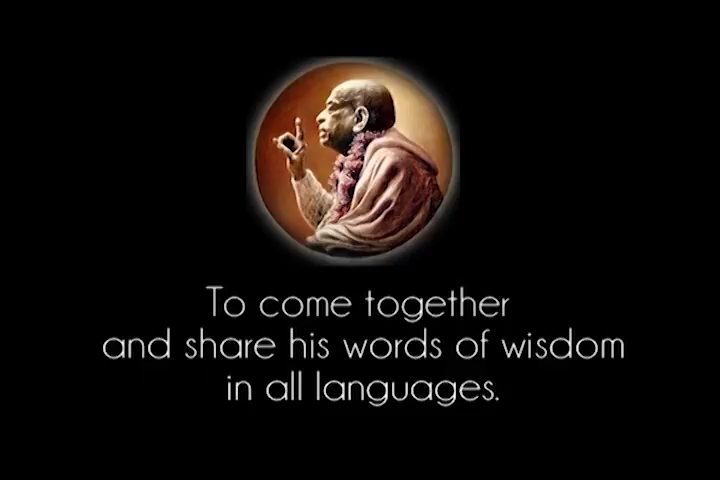 To come together
and share his words of wisdom
in all languages.